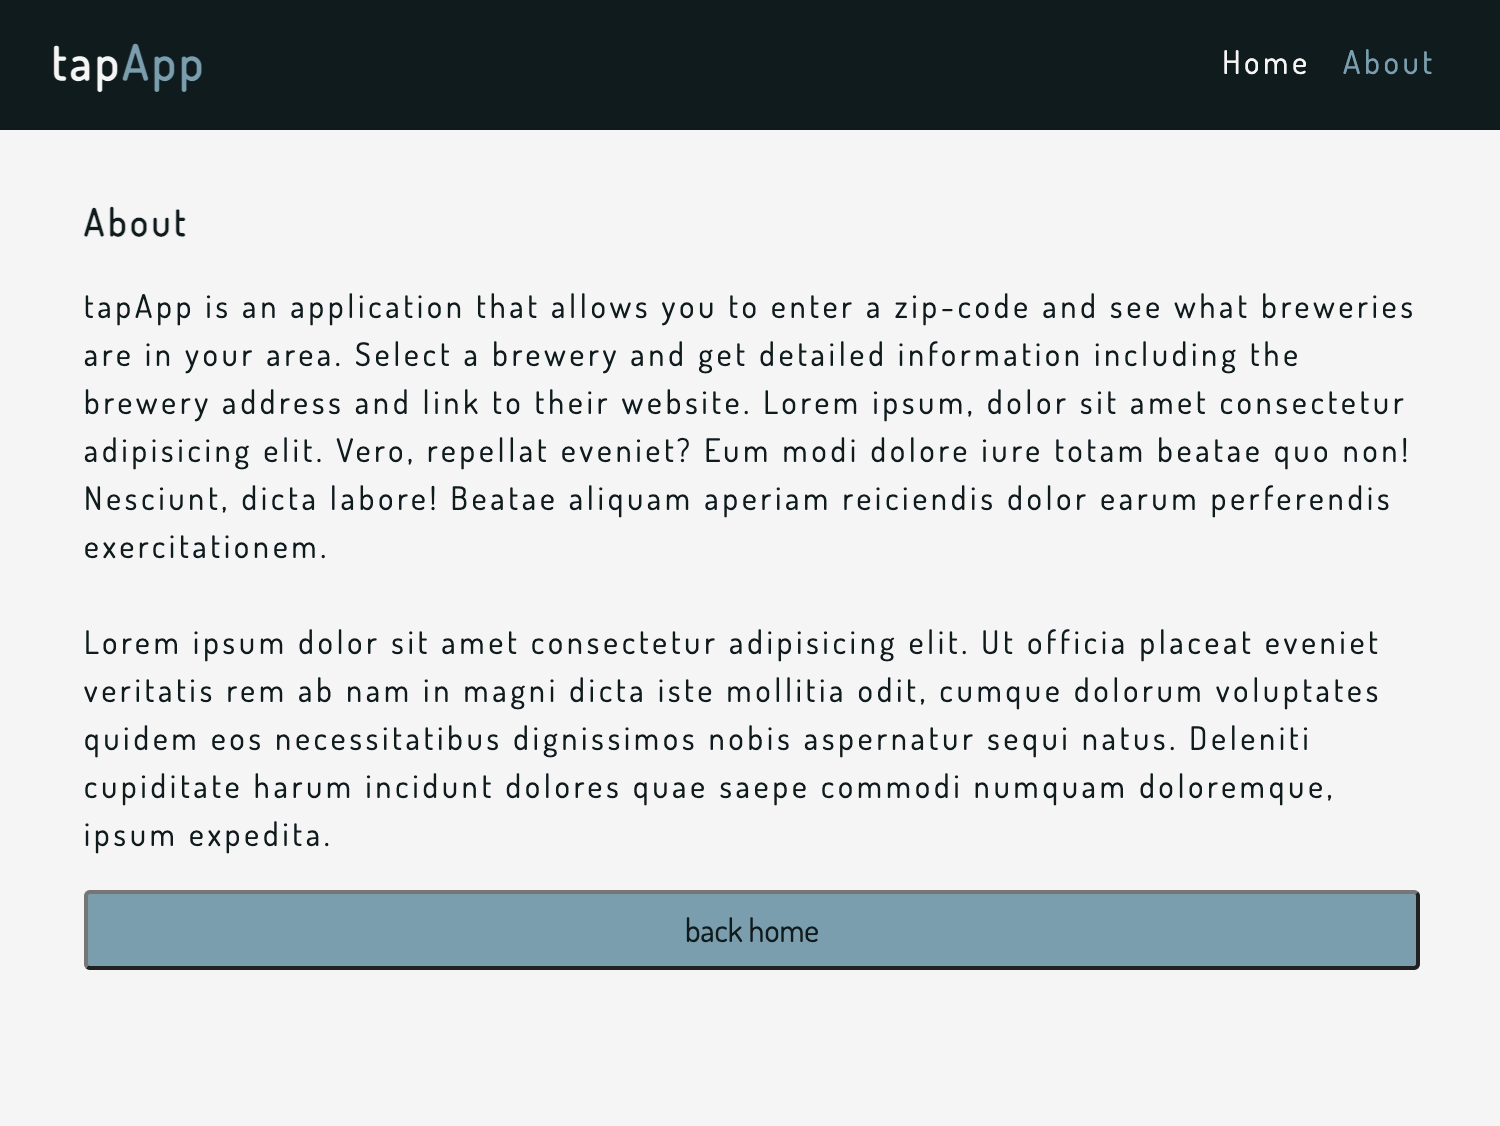 tapApp
Home About
About
tapApp is an application that allows you to enter a zip-code and see what breweries
are in your area. Select a brewery and get detailed information including the
brewery address and link to their website. Lorem ipsum, dolor sit amet consectetur
adipisicing elit. Vero, repellat eveniet? Eum modi dolore iure totam beatae quo non!
Nesciunt, dicta labore! Beatae aliquam aperiam reiciendis dolor earum perferendis
exercitationem.
Lorem ipsum dolor sit amet consectetur adipisicing elit. Ut officia placeat eveniet
veritatis rem ab nam in magni dicta iste mollitia odit, cumque dolorum voluptates
quidem eos necessitatibus dignissimos nobis aspernatur sequi natus. Deleniti
cupiditate harum incidunt dolores quae saepe commodi numquam doloremque,
ipsum expedita.
back home